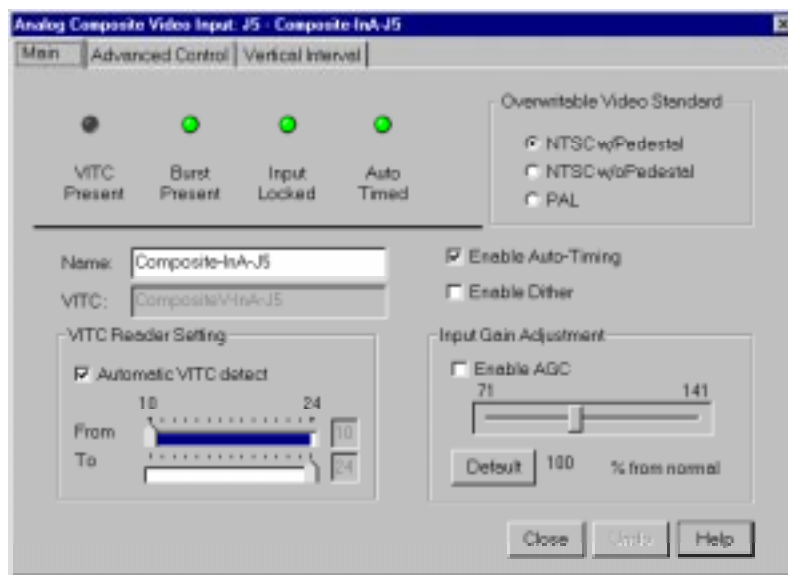 Analog Composite Video Input: J5 - Composite-InA-J5
Main
Advanced Control
Vertical Interval
VITC Present
Burst Present
Input Locked
Auto Timed
Overwritable Video Standard
NTSC w/Pedestal
NTSC w/oPedestal
PAL
Name:
Composite-InA-J5
VITC:
CompositeV-InA-J5
Enable Auto-Timing
Enable Dither
VITC Reader Setting
Automatic VITC detect
10 24
From
10
To
24
Input Gain Adjustment
Enable AGC
71 141
Default
100
% from normal
Close
Undo
Help